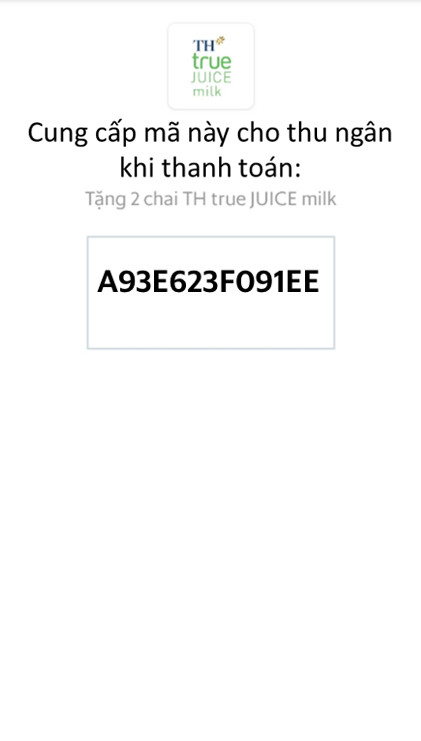 TH
true
JUICE
milk
Cung cấp mã này cho thu ngân
khi thanh toán:
Tặng 2 chai TH true JUICE milk
A93E623F091EE